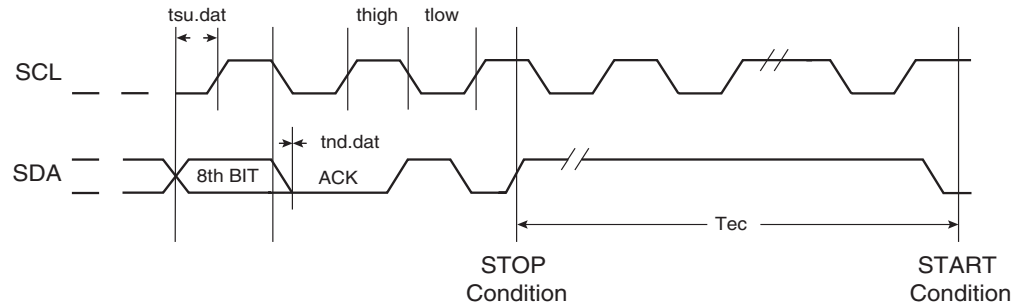 tsu.dat
thigh
tlow
SCL
tnd.dat
SDA
8th BIT
ACK
Tec
STOP
Condition
START
Condition